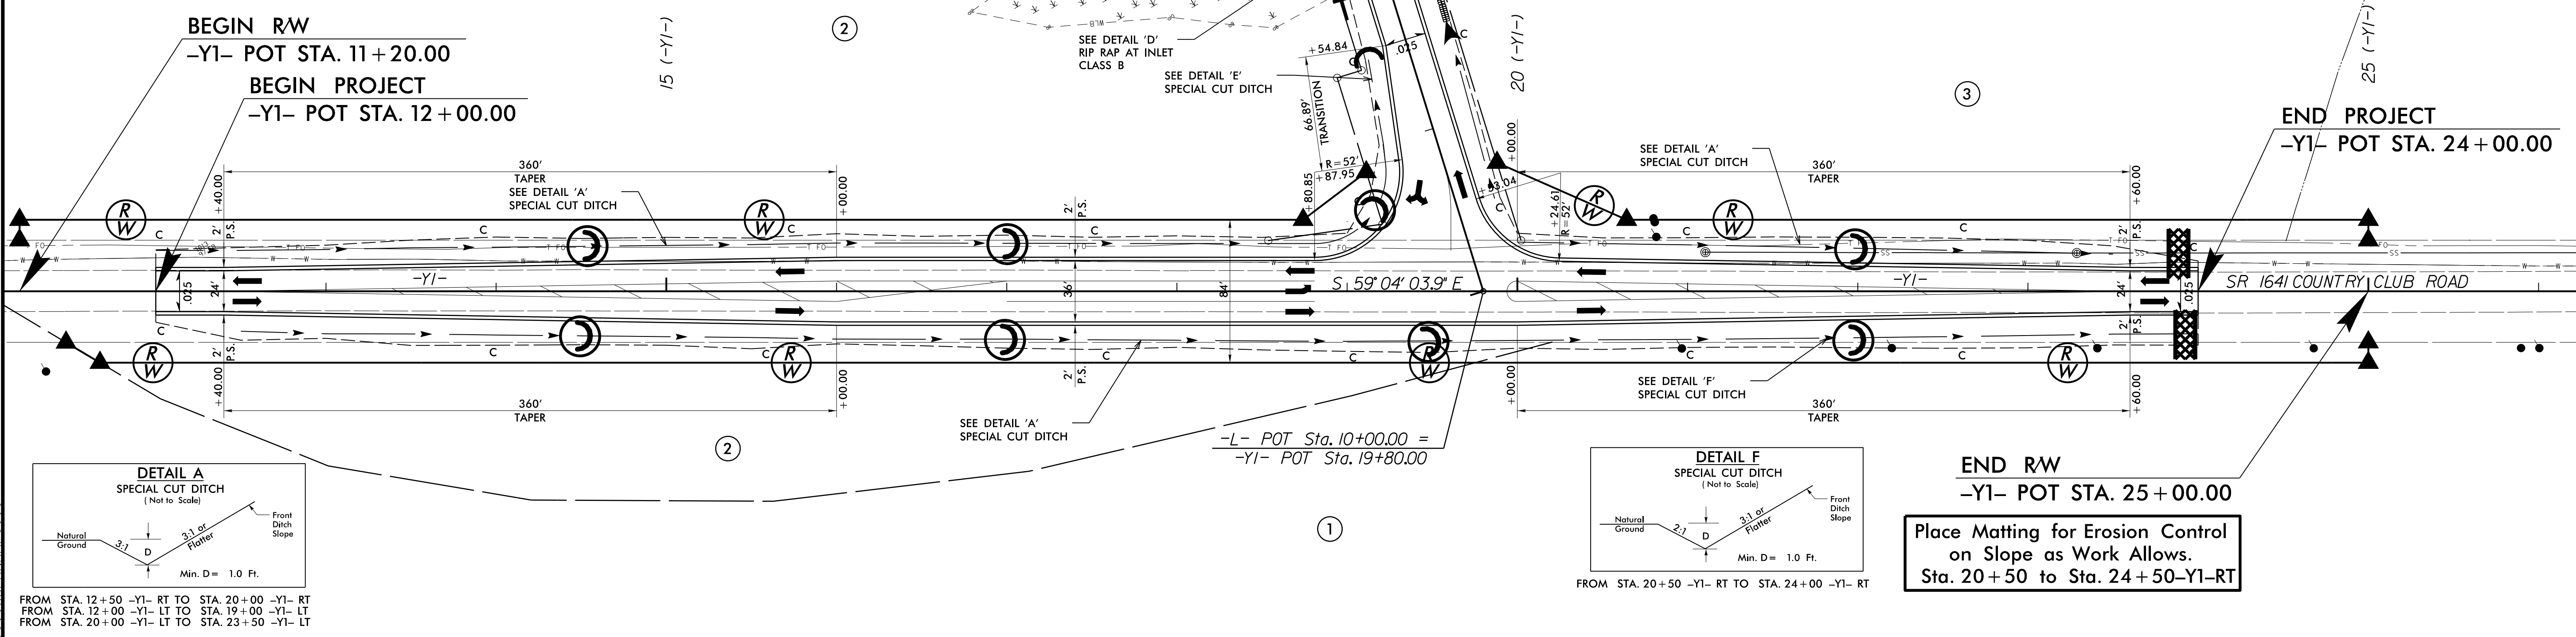 BEGIN R/W
–Y1– POT STA. 11+20.00
BEGIN PROJECT
–Y1– POT STA. 12+00.00
15 (-Y1-)
2
WLB
SEE DETAIL 'D'
RIP RAP AT INLET
CLASS B
SEE DETAIL 'E'
SPECIAL CUT DITCH
+54.84
.025
C
66.89'
TRANSITION
R=52'
+87.95
+80.85
20 (-Y1-)
+00.00
3
25 (-Y1-)
END PROJECT
–Y1– POT STA. 24+00.00
360'
TAPER
+40.00
2'
P.S.
SEE DETAIL 'A'
SPECIAL CUT DITCH
+00.00
2'
P.S.
+53.04
+24.61
R=52'
SEE DETAIL 'A'
SPECIAL CUT DITCH
360'
TAPER
+60.00
2'
P.S.
R/W
R/W
R/W
R/W
C
C
C
C
C
C
C
C
T FO
T FO
T FO
T FO
T FO
T FO
FO
FO
W
W
W
W
SS
SS
.025
24'
-Y1-
36'
84'
S 59° 04' 03.9" E
-Y1-
24'
.025
SR 1641 COUNTRY CLUB ROAD
C
C
C
C
C
C
C
R/W
R/W
R/W
R/W
2'
P.S.
+40.00
360'
TAPER
+00.00
2'
P.S.
SEE DETAIL 'A'
SPECIAL CUT DITCH
+00.00
SEE DETAIL 'F'
SPECIAL CUT DITCH
360'
TAPER
2'
P.S.
+60.00
-L- POT Sta. 10+00.00 =
-Y1- POT Sta. 19+80.00
2
1
END R/W
–Y1– POT STA. 25+00.00
DETAIL A
SPECIAL CUT DITCH
( Not to Scale)
Natural
Ground
3:1
D
3:1 or
Flatter
Front
Ditch
Slope
Min. D= 1.0 Ft.
FROM STA. 12+50 –Y1– RT TO STA. 20+00 –Y1– RT
FROM STA. 12+00 –Y1– LT TO STA. 19+00 –Y1– LT
FROM STA. 20+00 –Y1– LT TO STA. 23+50 –Y1– LT
DETAIL F
SPECIAL CUT DITCH
( Not to Scale)
Natural
Ground
2:1
D
3:1 or
Flatter
Front
Ditch
Slope
Min. D= 1.0 Ft.
FROM STA. 20+50 –Y1– RT TO STA. 24+00 –Y1– RT
Place Matting for Erosion Control
on Slope as Work Allows.
Sta. 20+50 to Sta. 24+50–Y1–RT